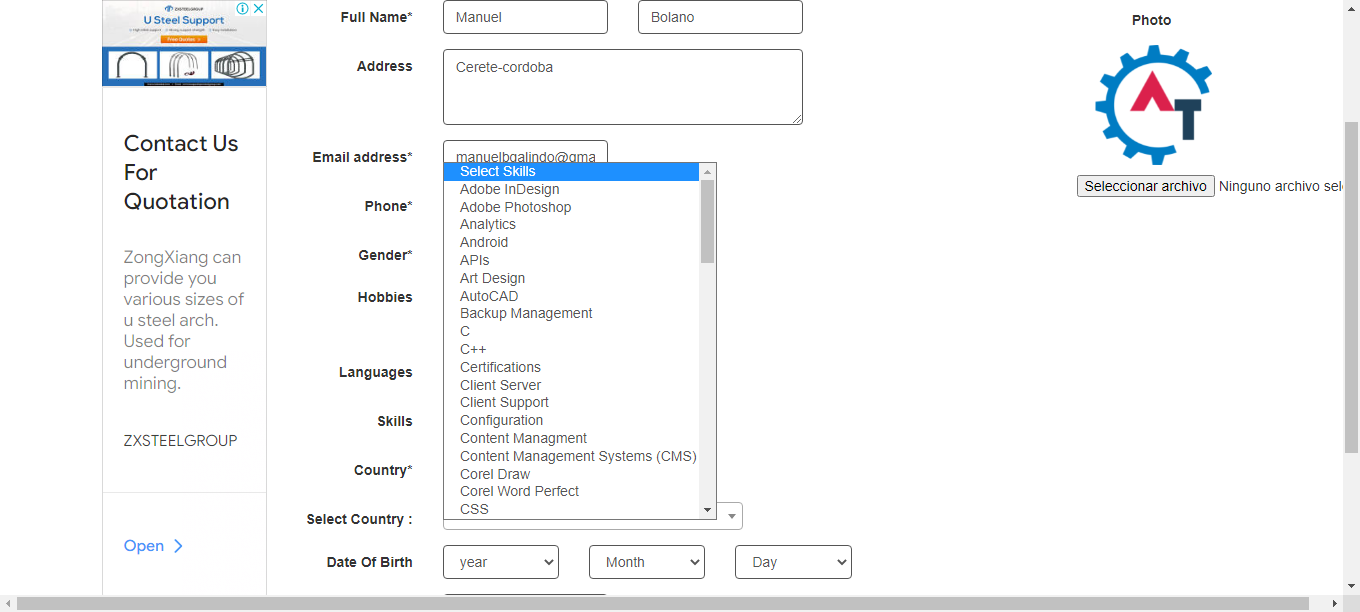 ZXSTEELGROUP
U Steel Support
Free Quotes >
Contact Us
For
Quotation
ZongXiang can
provide you
various sizes of
u steel arch.
Used for
underground
mining.
ZXSTEELGROUP
Open
Full Name*
Manuel
Bolano
Address
Cerete-cordoba
Email address*
manuelbgalindo@gma
Phone*
Gender*
Hobbies
Languages
Skills
Country*
Select Skills
Adobe InDesign
Adobe Photoshop
Analytics
Android
APIs
Art Design
AutoCAD
Backup Management
C
C++
Certifications
Client Server
Client Support
Configuration
Content Managment
Content Management Systems (CMS)
Corel Draw
Corel Word Perfect
CSS
Select Country :
Date Of Birth
year
Month
Day
Photo
AT
Seleccionar archivo
Ninguno archivo sel